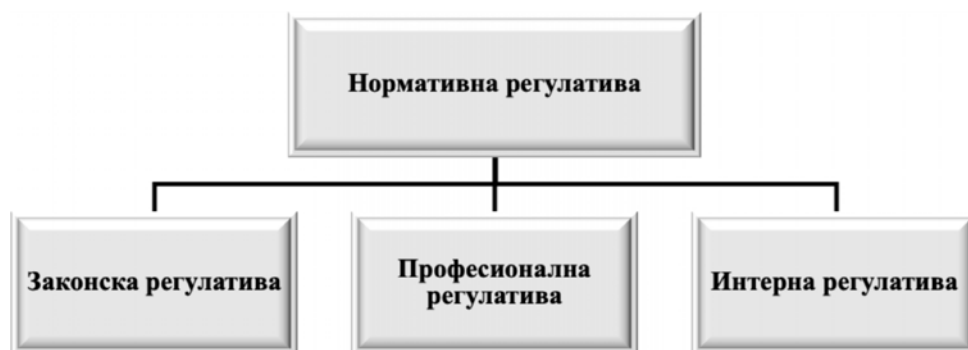 Нормативна регулатива
Законска регулатива
Професионална
регулатива
Интерна регулатива